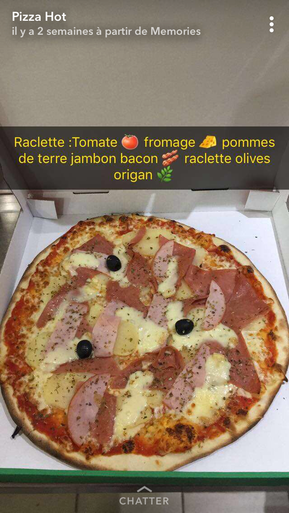 Pizza Hot
il y a 2 semaines à partir de Memories
Raclette :Tomate 🍅 fromage 🧀 pommes
de terre jambon bacon 🥓 raclette olives
origan 🌿
CHATTER